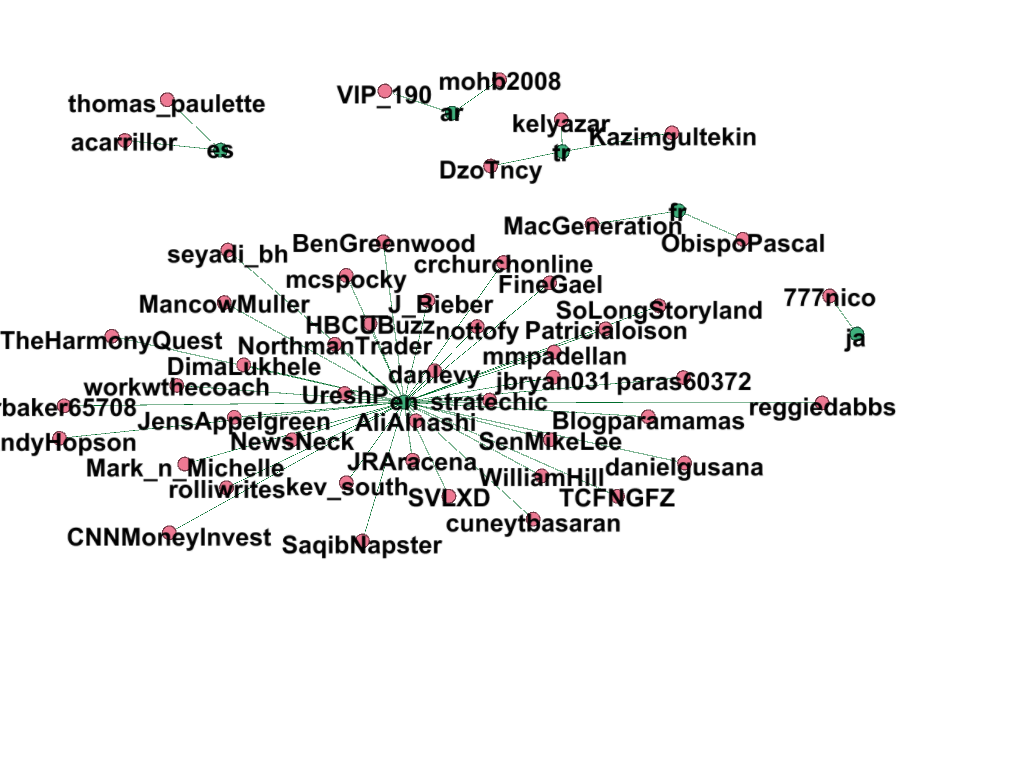 mohb2008
VIP_190
thomas_paulette
ar
kelyazar
Kazimgultekin
acarrillor
es
tr
DzoTncy
fr
MacGeneration
BenGreenwood
ObispoPascal
seyadi_bh
crchurchonline
mcspocky
FineGael
777nico
MancowMuller
J_Bieber
SoLongStoryland
HBCUBuzz
nottofy
Patricialoison
TheHarmonyQuest
NorthmanTrader
ja
mmpadellan
DimaLukhele
danlevy
jbryan031
paras60372
workwthecoach
UreshP
en
stratechic
rbaker65708
reggiedabbs
JensAppelgreen
AliAlnashi
Blogparamamas
ndyHopson
NewsNeck
SenMikeLee
JRAracena
Mark_n_Michelle
danielgusana
WilliamHill
rolliwrites
kev_south
SVLXD
TCFNGFZ
cuneytbasaran
CNNMoneyInvest
SaqibNapster